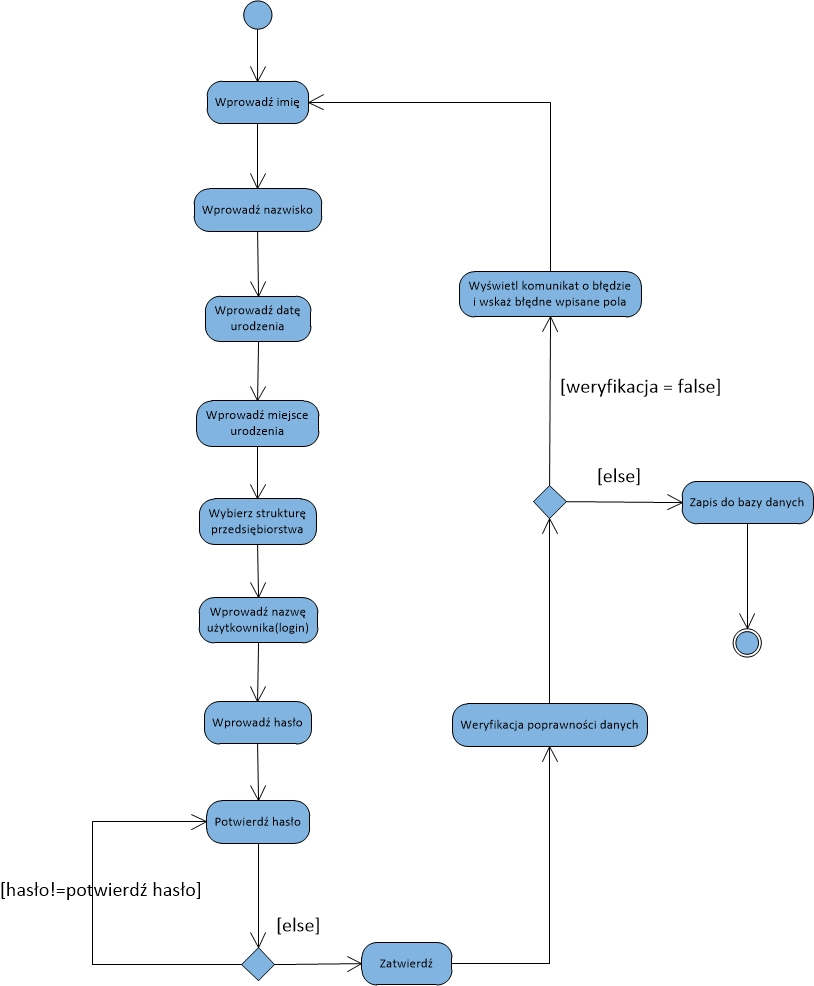 Wprowadź imię
Wprowadź nazwisko
Wprowadź datę
urodzenia
Wprowadź miejsce
urodzenia
Wybierz strukturę
przedsiębiorstwa
Wprowadź nazwę
użytkownika(login)
Wprowadź hasło
Potwierdź hasło
[hasło!=potwierdź hasło]
[else]
Zatwierdź
Weryfikacja poprawności danych
[weryfikacja = false]
Wyświetl komunikat o błędzie
i wskaż błędne wpisane pola
[else]
Zapis do bazy danych